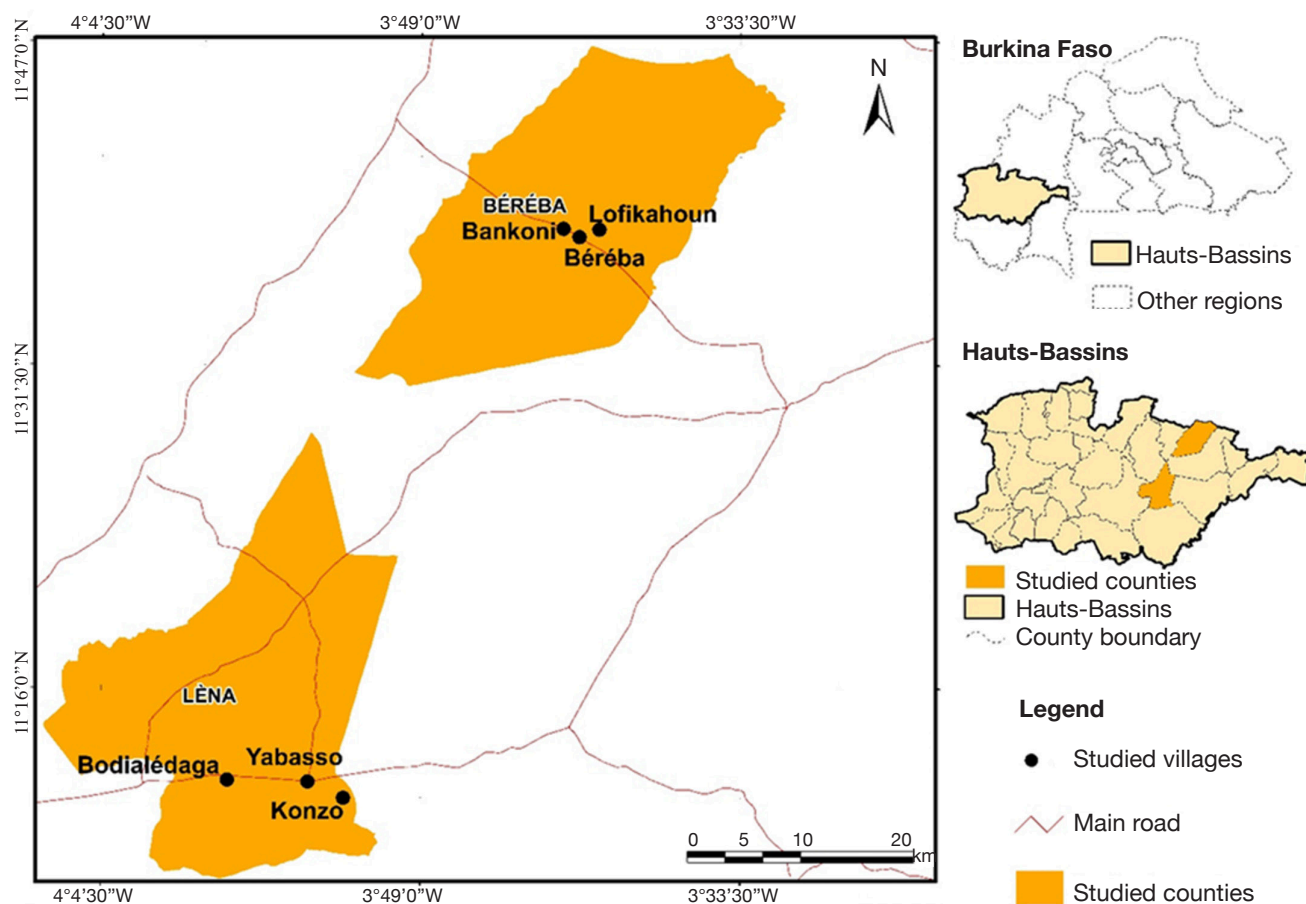 4°4’30”W
3°49’0”W
3°33’30”W
11°47’0”N
11°31’30”N
11°16’0”N
N
BÉRÉBA
Lofikahoun
Bankoni
Béréba
LÈNA
Bodialédaga
Yabasso
Konzo
0 5 10 20
km
4°4’30”W
3°49’0”W
3°33’30”W
Burkina Faso
Hauts-Bassins
Other regions
Hauts-Bassins
Studied counties
Hauts-Bassins
County boundary
Legend
Studied villages
Main road
Studied counties